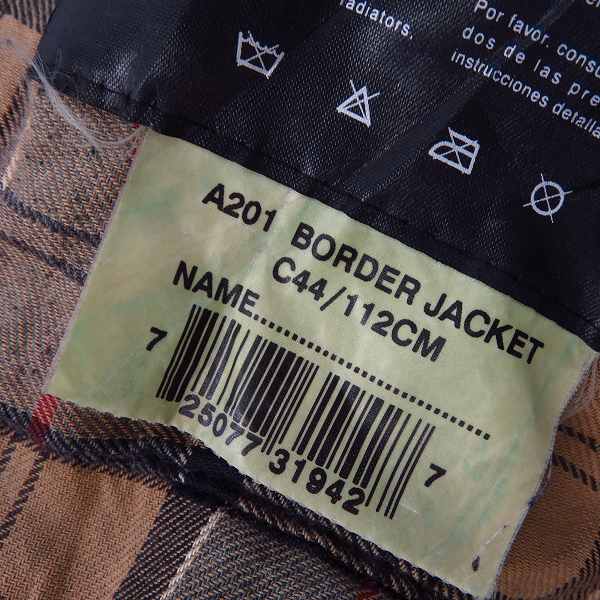 radiators.
Por favor. consu
dos de las pre
instrucciones detalla
A201 BORDER JACKET
C44/112CM
NAME........................................
7 25077 31942 7